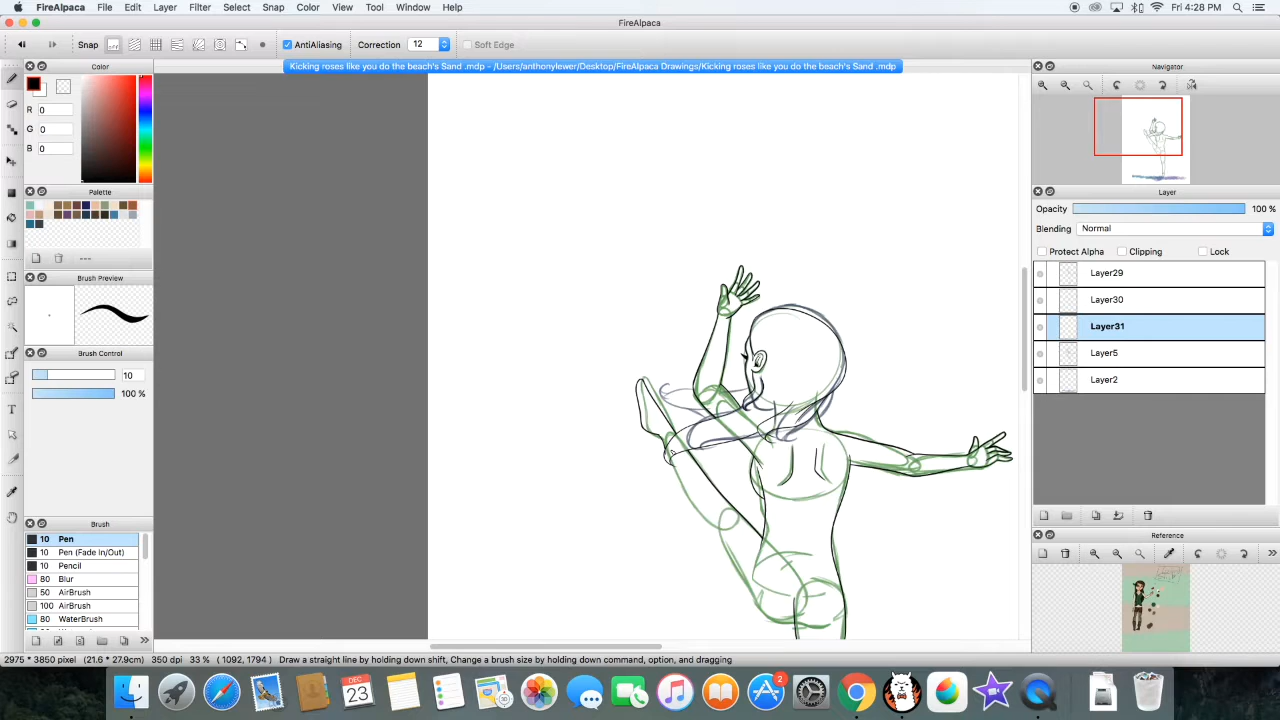 FireAlpaca File Edit Layer Filter Select Snap Color View Tool Window Help Fri 4:28 PM
FireAlpaca
Snap AntiAliasing Correction 12 Soft Edge
Kicking roses like you do the beach's Sand .mdp - /Users/anthonylewer/Desktop/FireAlpaca Drawings/Kicking roses like you do the beach's Sand .mdp
Color
R 0
G 0
B 0
Palette
---
Brush Preview
Brush Control
10
100 %
Brush
10 Pen
10 Pen (Fade In/Out)
10 Pencil
80 Blur
50 AirBrush
100 AirBrush
80 WaterBrush
Navigator
Layer
Opacity 100 %
Blending Normal
Protect Alpha Clipping Lock
Layer29
Layer30
Layer31
Layer5
Layer2
Reference
2975 * 3850 pixel (21.6 * 27.9cm) 350 dpi 33 % (1092, 1794) Draw a straight line by holding down shift, Change a brush size by holding down command, option, and dragging
DEC
23
2